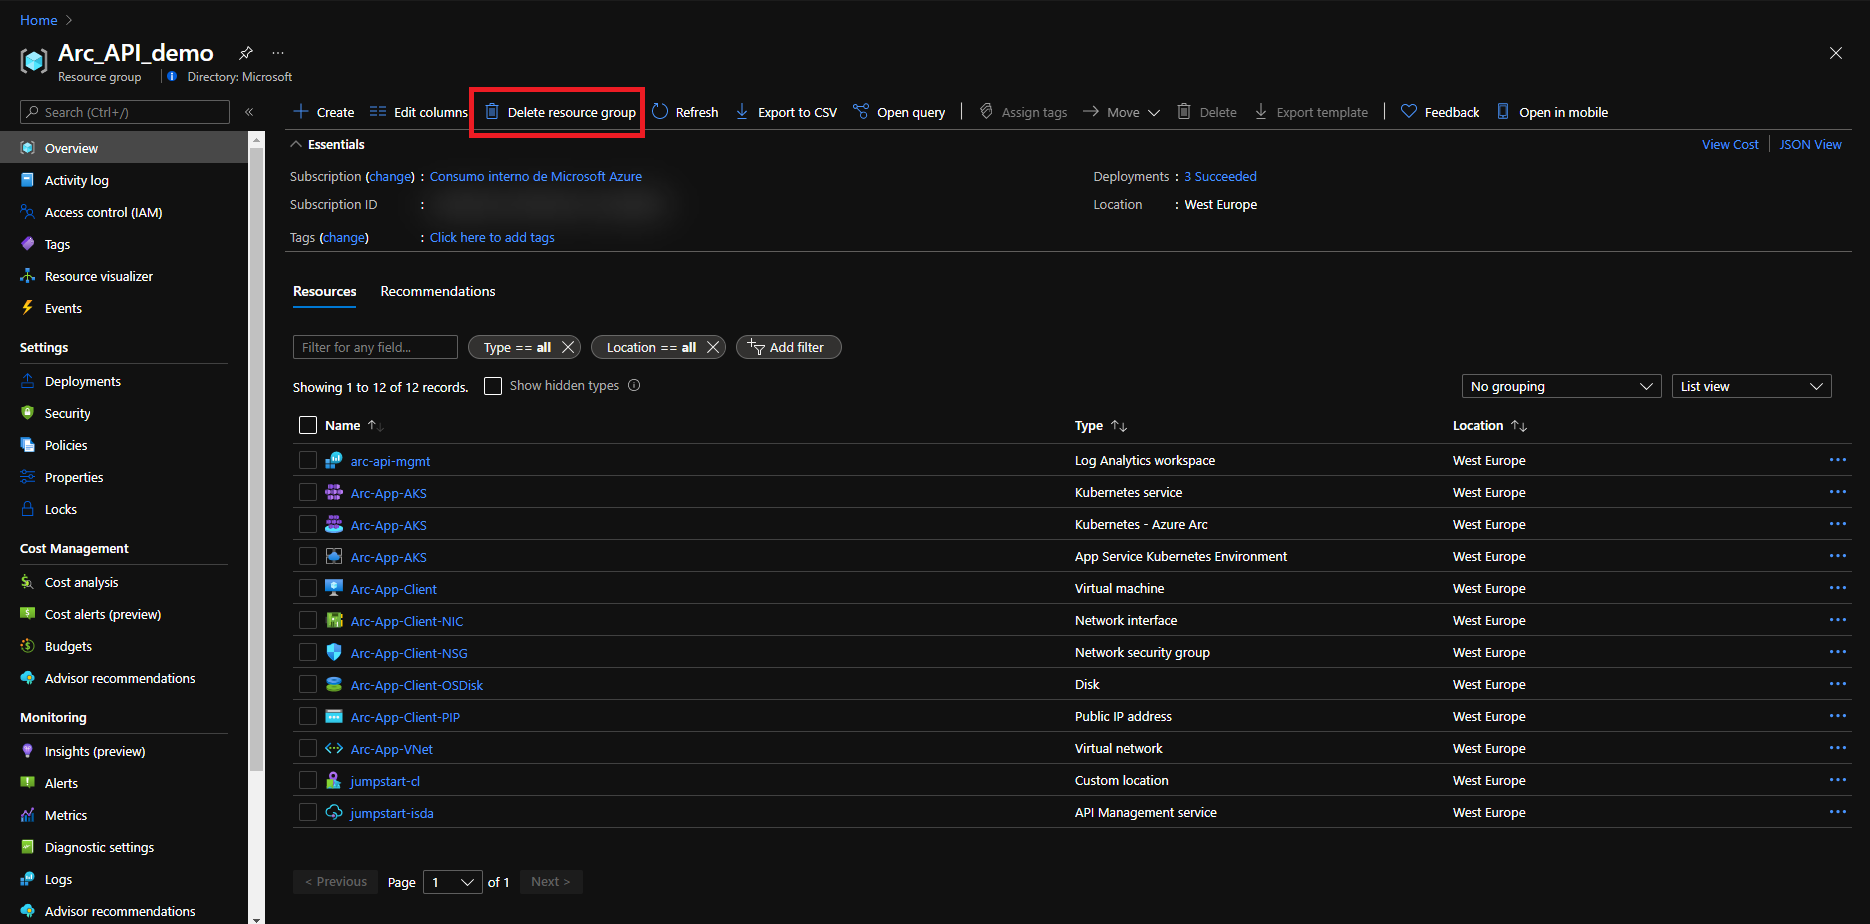 Home >
Arc_API_demo ...
Resource group | Directory: Microsoft
Search (Ctrl+/) «
Create Edit columns Delete resource group Refresh Export to CSV Open query | Assign tags Move Delete Export template | Feedback Open in mobile
Overview
Activity log
Access control (IAM)
Tags
Resource visualizer
Events
Settings
Deployments
Security
Policies
Properties
Locks
Cost Management
Cost analysis
Cost alerts (preview)
Budgets
Advisor recommendations
Monitoring
Insights (preview)
Alerts
Metrics
Diagnostic settings
Logs
Advisor recommendations
Essentials View Cost | JSON View
Subscription (change) : Consumo interno de Microsoft Azure Deployments : 3 Succeeded
Subscription ID : Location : West Europe
Tags (change) : Click here to add tags
Resources Recommendations
Filter for any field... Type == all Location == all Add filter
Showing 1 to 12 of 12 records. Show hidden types No grouping List view
Name Type Location
arc-api-mgmt Log Analytics workspace West Europe ...
Arc-App-AKS Kubernetes service West Europe ...
Arc-App-AKS Kubernetes - Azure Arc West Europe ...
Arc-App-AKS App Service Kubernetes Environment West Europe ...
Arc-App-Client Virtual machine West Europe ...
Arc-App-Client-NIC Network interface West Europe ...
Arc-App-Client-NSG Network security group West Europe ...
Arc-App-Client-OSDisk Disk West Europe ...
Arc-App-Client-PIP Public IP address West Europe ...
Arc-App-VNet Virtual network West Europe ...
jumpstart-cl Custom location West Europe ...
jumpstart-isda API Management service West Europe ...
< Previous Page 1 of 1 Next >